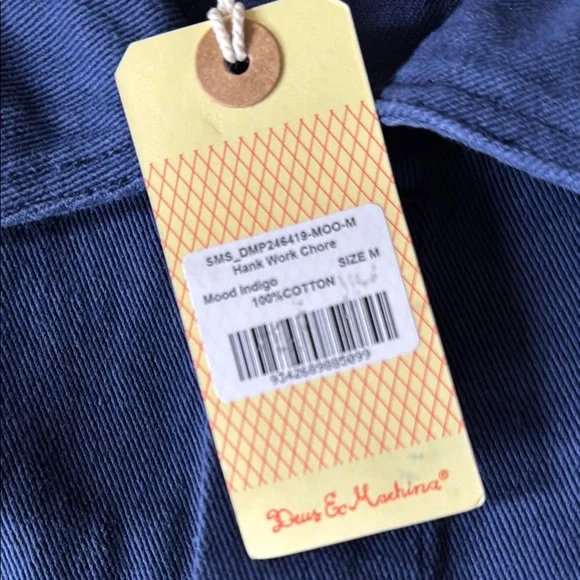 SMS_DMP246419-MOO-M
Hank Work Chore
Mood Indigo SIZE M
100%COTTON
9342689885099
Deus Ex Machina®